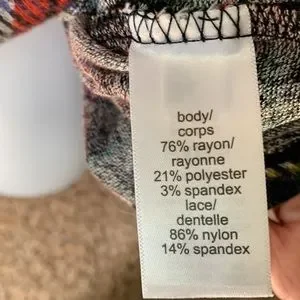 body/
corps
76% rayon/
rayonne
21% polyester
3% spandex
lace/
dentelle
86% nylon
14% spandex